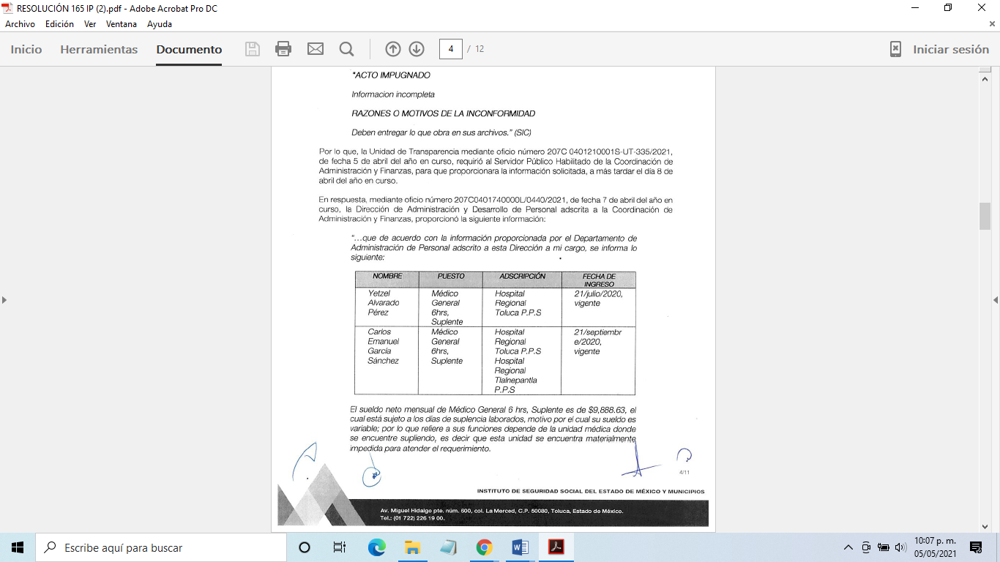 RESOLUCIÓN 165 IP (2).pdf - Adobe Acrobat Pro DC
Archivo Edición Ver Ventana Ayuda
Inicio Herramientas Documento 4 / 12 Iniciar sesión
"ACTO IMPUGNADO
Informacion incompleta
RAZONES O MOTIVOS DE LA INCONFORMIDAD
Deben entregar lo que obra en sus archivos." (SIC)
Por lo que, la Unidad de Transparencia mediante oficio número 207C 0401210001S-UT-335/2021,
de fecha 5 de abril del año en curso, requirió al Servidor Público Habilitado de la Coordinación de
Administración y Finanzas, para que proporcionara la información solicitada, a más tardar el día 8 de
abril del año en curso.
En respuesta, mediante oficio número 207C0401740000L/0440/2021, de fecha 7 de abril del año en
curso, la Dirección de Administración y Desarrollo de Personal adscrita a la Coordinación de
Administración y Finanzas, proporcionó la siguiente información:
"…que de acuerdo con la información proporcionada por el Departamento de
Administración de Personal adscrito a esta Dirección a mi cargo, se informa lo
siguiente:
NOMBRE PUESTO ADSCRIPCIÓN FECHA DE
INGRESO
Yetzel Médico Hospital 21/julio/2020,
Alvarado General Regional vigente
Pérez 6hrs, Toluca P.P.S
Suplente
Carlos Médico Hospital 21/septiembr
Emanuel General Regional e/2020,
García 6hrs, Toluca P.P.S vigente
Sánchez Suplente Hospital
Regional
Tlalnepantla
P.P.S
El sueldo neto mensual de Médico General 6 hrs, Suplente es de $9,888.63, el
cual está sujeto a los días de suplencia laborados, motivo por el cual su sueldo es
variable; por lo que refiere a sus funciones depende de la unidad médica donde
se encuentre supliendo, es decir que esta unidad se encuentra materialmente
impedida para atender el requerimiento.
4/11
INSTITUTO DE SEGURIDAD SOCIAL DEL ESTADO DE MÉXICO Y MUNICIPIOS
Av. Miguel Hidalgo pte. núm. 600, col. La Merced, C.P. 50080, Toluca, Estado de México.
Tel.: (01 722) 226 19 00.
Escribe aquí para buscar
10:07 p. m.
05/05/2021